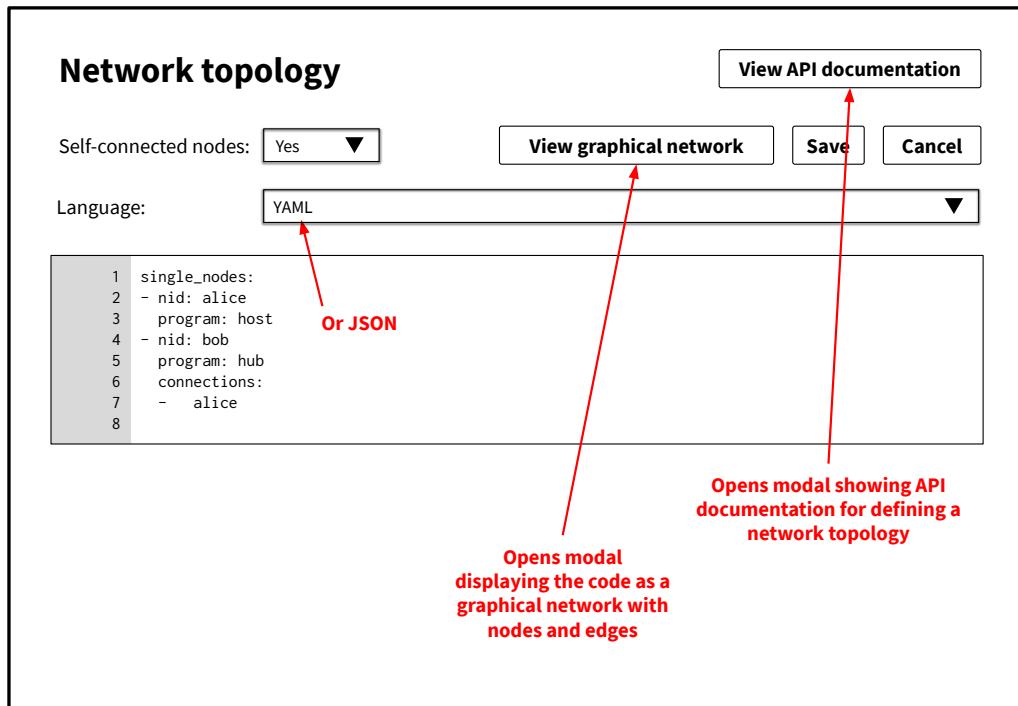 Network topology
View API documentation
Self-connected nodes:
Yes
View graphical network
Save
Cancel
Language:
YAML
1 single_nodes:
2 - nid: alice
3   program: host
4 - nid: bob
5   program: hub
6   connections:
7   -   alice
8
Or JSON
Opens modal showing API
documentation for defining a
network topology
Opens modal
displaying the code as a
graphical network with
nodes and edges